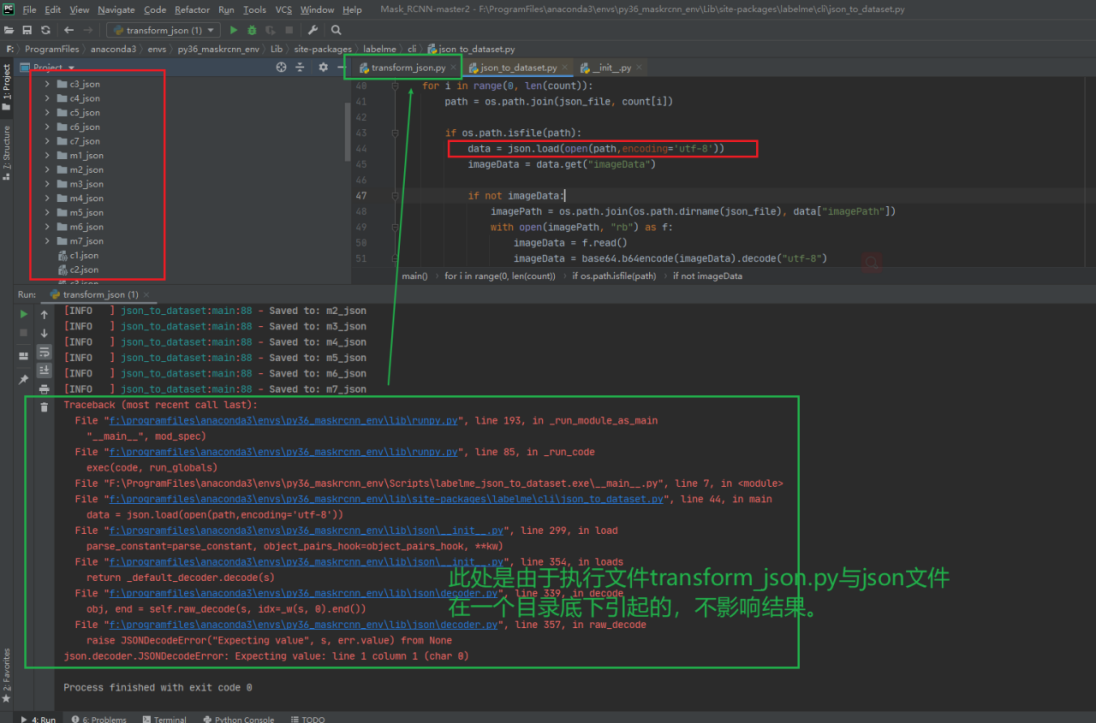 File Edit View Navigate Code Refactor Run Tools VCS Window Help Mask_RCNN-master2 - F:\ProgramFiles\anaconda3\envs\py36_maskrcnn_env\Lib\site-packages\labelme\cli\json_to_dataset.py
transform_json (1)
F: ProgramFiles anaconda3 envs py36_maskrcnn_env Lib site-packages labelme cli json_to_dataset.py
1: Project
Z: Structure
2: Favorites
Project
c3_json
c4_json
c5_json
c6_json
c7_json
m1_json
m2_json
m3_json
m4_json
m5_json
m6_json
m7_json
c1.json
c2.json
transform_json.py json_to_dataset.py __init__.py
40 for i in range(0, len(count)):
41 path = os.path.join(json_file, count[i])
42
43 if os.path.isfile(path):
44 data = json.load(open(path,encoding='utf-8'))
45 imageData = data.get("imageData")
46
47 if not imageData:
48 imagePath = os.path.join(os.path.dirname(json_file), data["imagePath"])
49 with open(imagePath, "rb") as f:
50 imageData = f.read()
51 imageData = base64.b64encode(imageData).decode("utf-8")
main() for i in range(0, len(count)) if os.path.isfile(path) if not imageData
Run: transform_json (1)
[INFO   ] json_to_dataset:main:88 - Saved to: m2_json
[INFO   ] json_to_dataset:main:88 - Saved to: m3_json
[INFO   ] json_to_dataset:main:88 - Saved to: m4_json
[INFO   ] json_to_dataset:main:88 - Saved to: m5_json
[INFO   ] json_to_dataset:main:88 - Saved to: m6_json
[INFO   ] json_to_dataset:main:88 - Saved to: m7_json
Traceback (most recent call last):
File "f:\programfiles\anaconda3\envs\py36_maskrcnn_env\lib\runpy.py", line 193, in _run_module_as_main
"__main__", mod_spec)
File "f:\programfiles\anaconda3\envs\py36_maskrcnn_env\lib\runpy.py", line 85, in _run_code
exec(code, run_globals)
File "F:\ProgramFiles\anaconda3\envs\py36_maskrcnn_env\Scripts\labelme_json_to_dataset.exe\__main__.py", line 7, in <module>
File "f:\programfiles\anaconda3\envs\py36_maskrcnn_env\lib\site-packages\labelme\cli\json_to_dataset.py", line 44, in main
data = json.load(open(path,encoding='utf-8'))
File "f:\programfiles\anaconda3\envs\py36_maskrcnn_env\lib\json\__init__.py", line 299, in load
parse_constant=parse_constant, object_pairs_hook=object_pairs_hook, **kw)
File "f:\programfiles\anaconda3\envs\py36_maskrcnn_env\lib\json\__init__.py", line 354, in loads
return _default_decoder.decode(s)
File "f:\programfiles\anaconda3\envs\py36_maskrcnn_env\lib\json\decoder.py", line 339, in decode
obj, end = self.raw_decode(s, idx=_w(s, 0).end())
File "f:\programfiles\anaconda3\envs\py36_maskrcnn_env\lib\json\decoder.py", line 357, in raw_decode
raise JSONDecodeError("Expecting value", s, err.value) from None
json.decoder.JSONDecodeError: Expecting value: line 1 column 1 (char 0)
此处是由于执行文件transform_json.py与json文件
在一个目录底下引起的，不影响结果。
Process finished with exit code 0
4: Run 6: Problems Terminal Python Console TODO